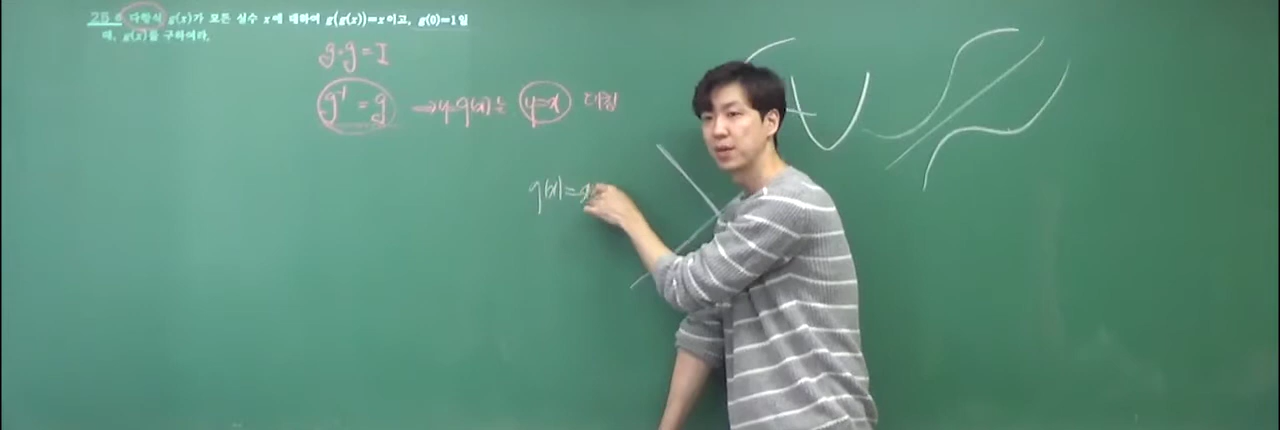 25.6 다항식 g(x)가 모든 실수 x에 대하여 g(g(x))=x이고, g(0)=1일
때, g(x)를 구하여라.
g∘g=I
g⁻¹=g → y=g(x)는 y=x 대칭
g(x)=